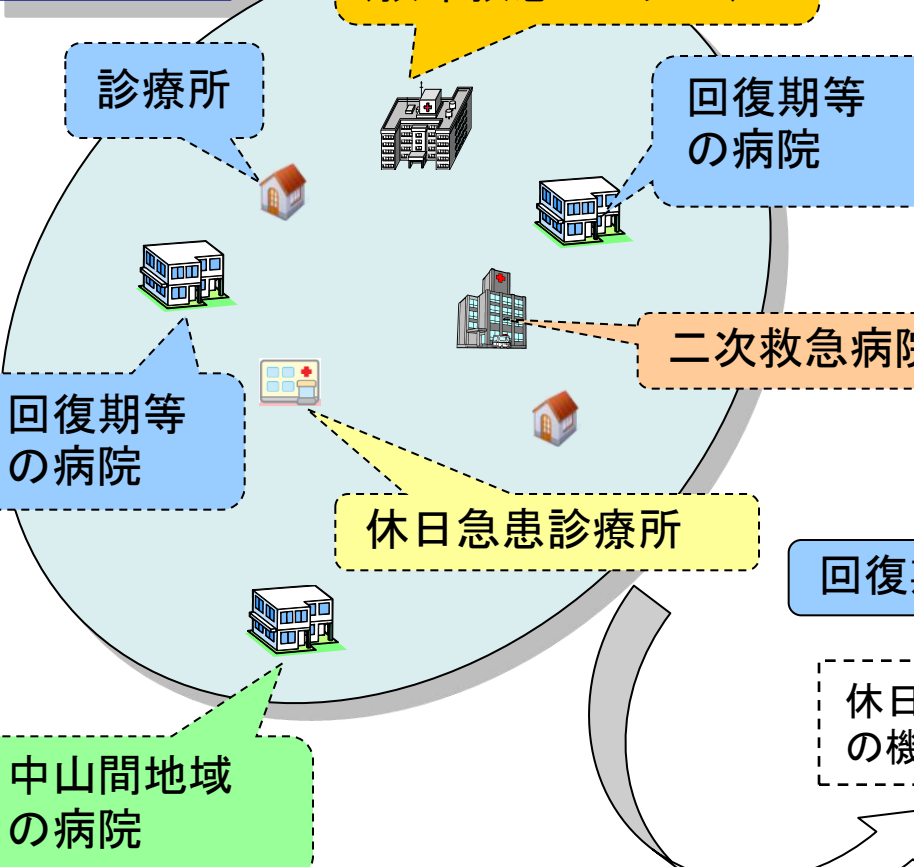 診療所
回復期等
の病院
二次救急病院
回復期等
の病院
休日急患診療所
回復
休日
の機
中山間地域
の病院